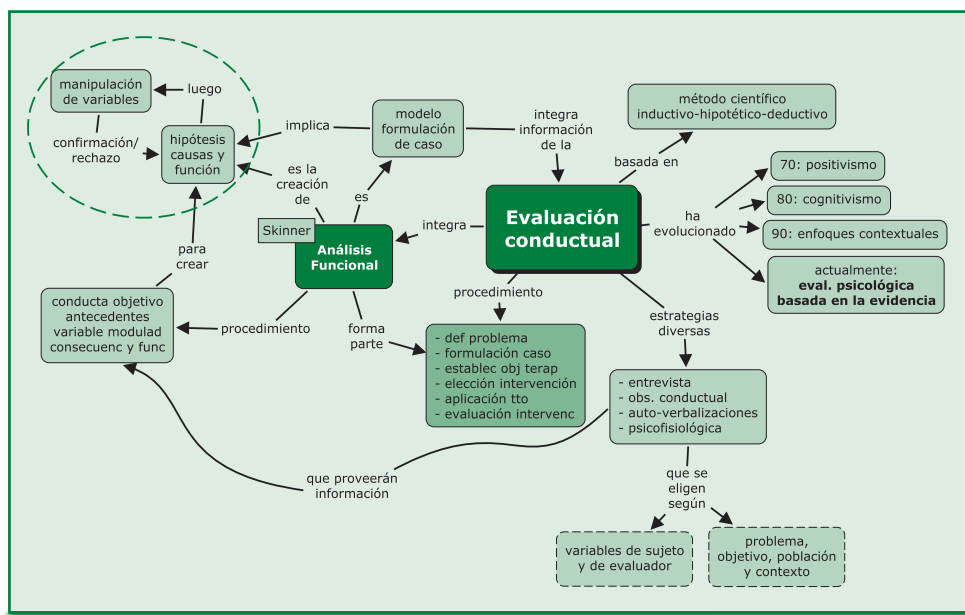 manipulación
de variables
luego
confirmación/
rechazo
hipótesis
causas y
función
implica
modelo
formulación
de caso
integra
información
de la
método científico
inductivo-hipotético-deductivo
basada en
es la
creación
de
es
Skinner
Análisis
Funcional
integra
Evaluación
conductual
ha
evolucionado
70: positivismo
80: cognitivismo
90: enfoques contextuales
actualmente:
eval. psicológica
basada en la evidencia
para
crear
conducta objetivo
antecedentes
variable modulad
consecuenc y func
procedimiento
forma
parte
procedimiento
- def problema
- formulación caso
- establec obj terap
- elección intervención
- aplicación tto
- evaluación intervenc
estrategias
diversas
- entrevista
- obs. conductual
- auto-verbalizaciones
- psicofisiológica
que proveerán
información
que se
eligen
según
variables de sujeto
y de evaluador
problema,
objetivo, población
y contexto